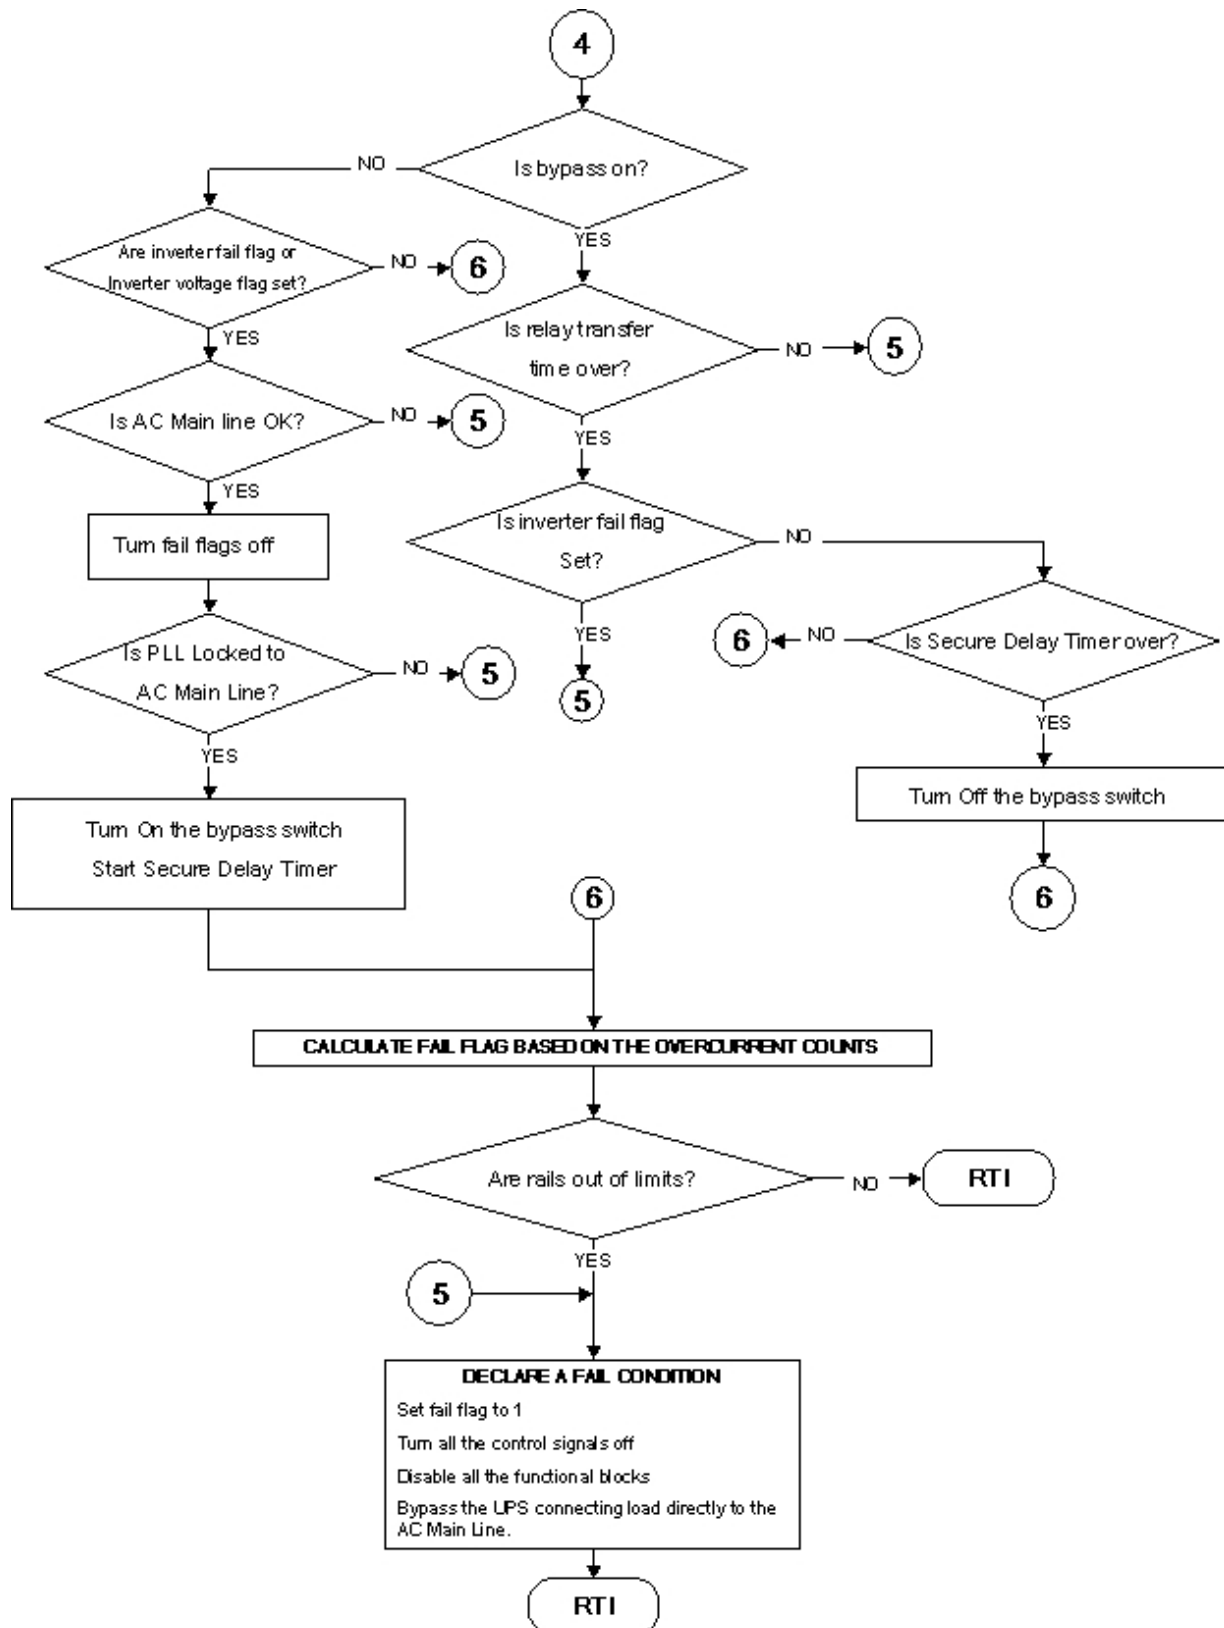 4
Is bypass on?
NO
YES
Are inverter fail flag or
Inverter voltage flag set?
NO
6
YES
Is relay transfer
time over?
NO
5
YES
Is AC Main line OK?
NO
5
YES
Turn fail flags off
Is inverter fail flag
Set?
NO
YES
5
Is Secure Delay Timer over?
NO
6
YES
Turn Off the bypass switch
6
Is PLL Locked to
AC Main Line?
NO
5
YES
Turn On the bypass switch
Start Secure Delay Timer
6
CALCULATE FAIL FLAG BASED ON THE OVERCURRENT COUNTS
Are rails out of limits?
NO
RTI
YES
5
DECLARE A FAIL CONDITION
Set fail flag to 1
Turn all the control signals off
Disable all the functional blocks
Bypass the UPS connecting load directly to the
AC Main Line.
RTI